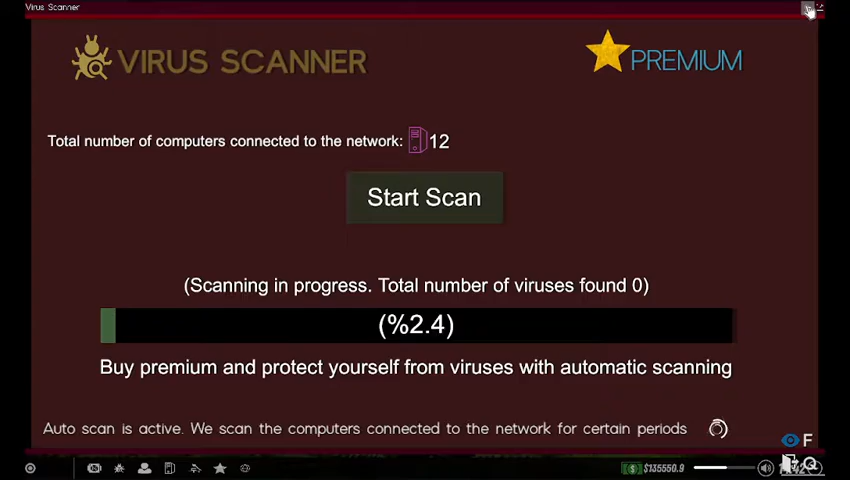 Virus Scanner
VIRUS SCANNER
PREMIUM
Total number of computers connected to the network: 12
Start Scan
(Scanning in progress. Total number of viruses found 0)
(%2.4)
Buy premium and protect yourself from viruses with automatic scanning
Auto scan is active. We scan the computers connected to the network for certain periods
F
$135550.9
Q